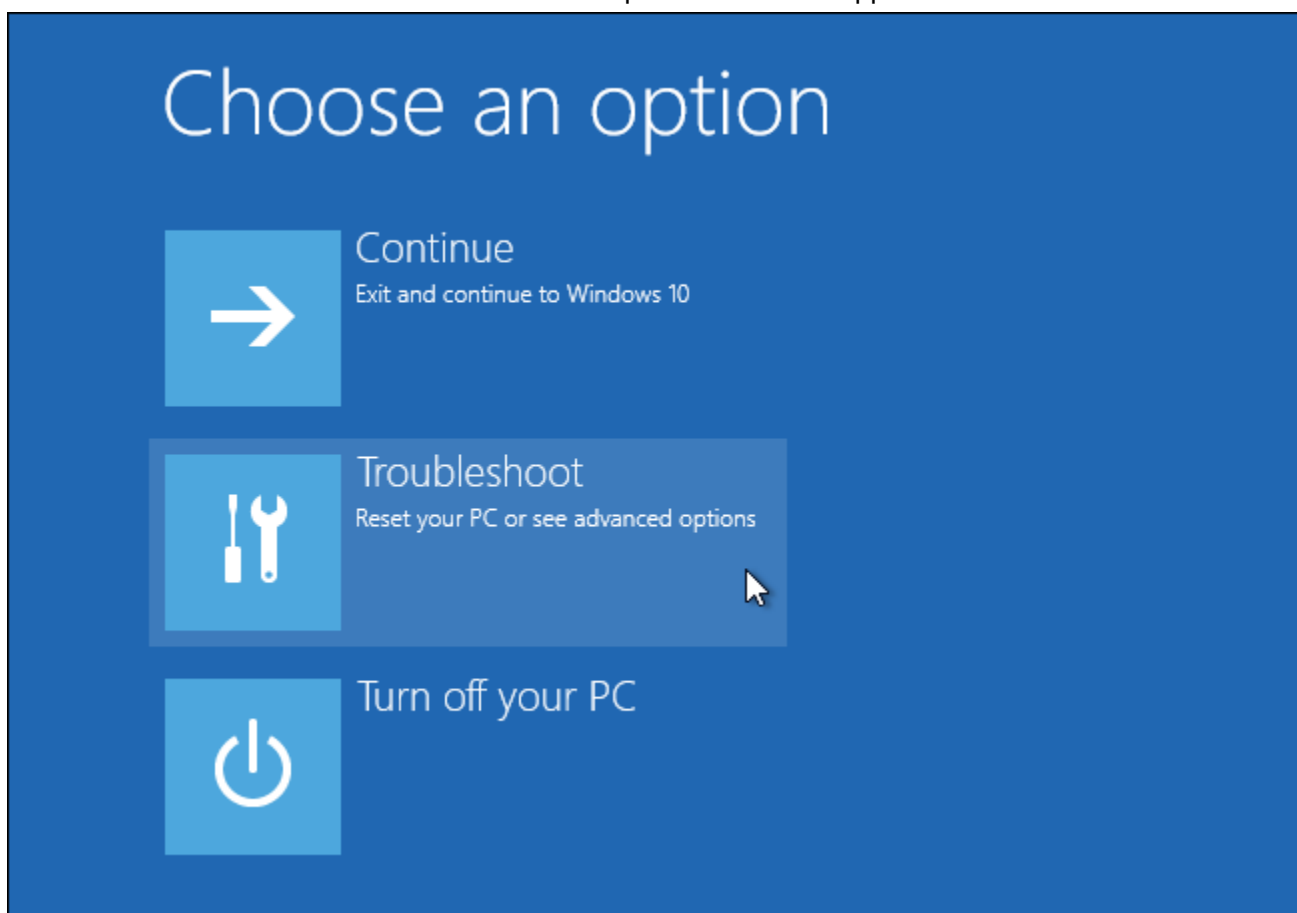 Choose an option
Continue
Exit and continue to Windows 10
Troubleshoot
Reset your PC or see advanced options
Turn off your PC